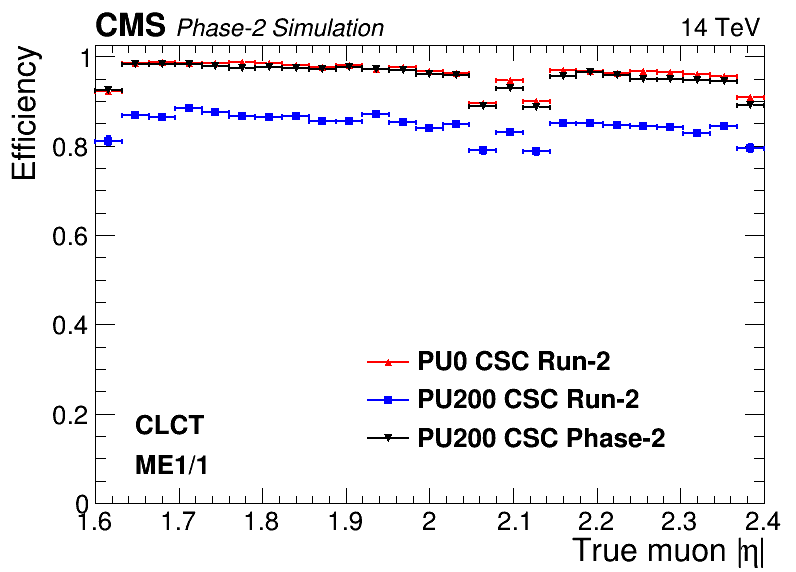 CMS Phase-2 Simulation 14 TeV
Efficiency
1
0.8
0.6
0.4
0.2
0
PU0 CSC Run-2
PU200 CSC Run-2
PU200 CSC Phase-2
CLCT
ME1/1
1.6 1.7 1.8 1.9 2 2.1 2.2 2.3 2.4
True muon |η|